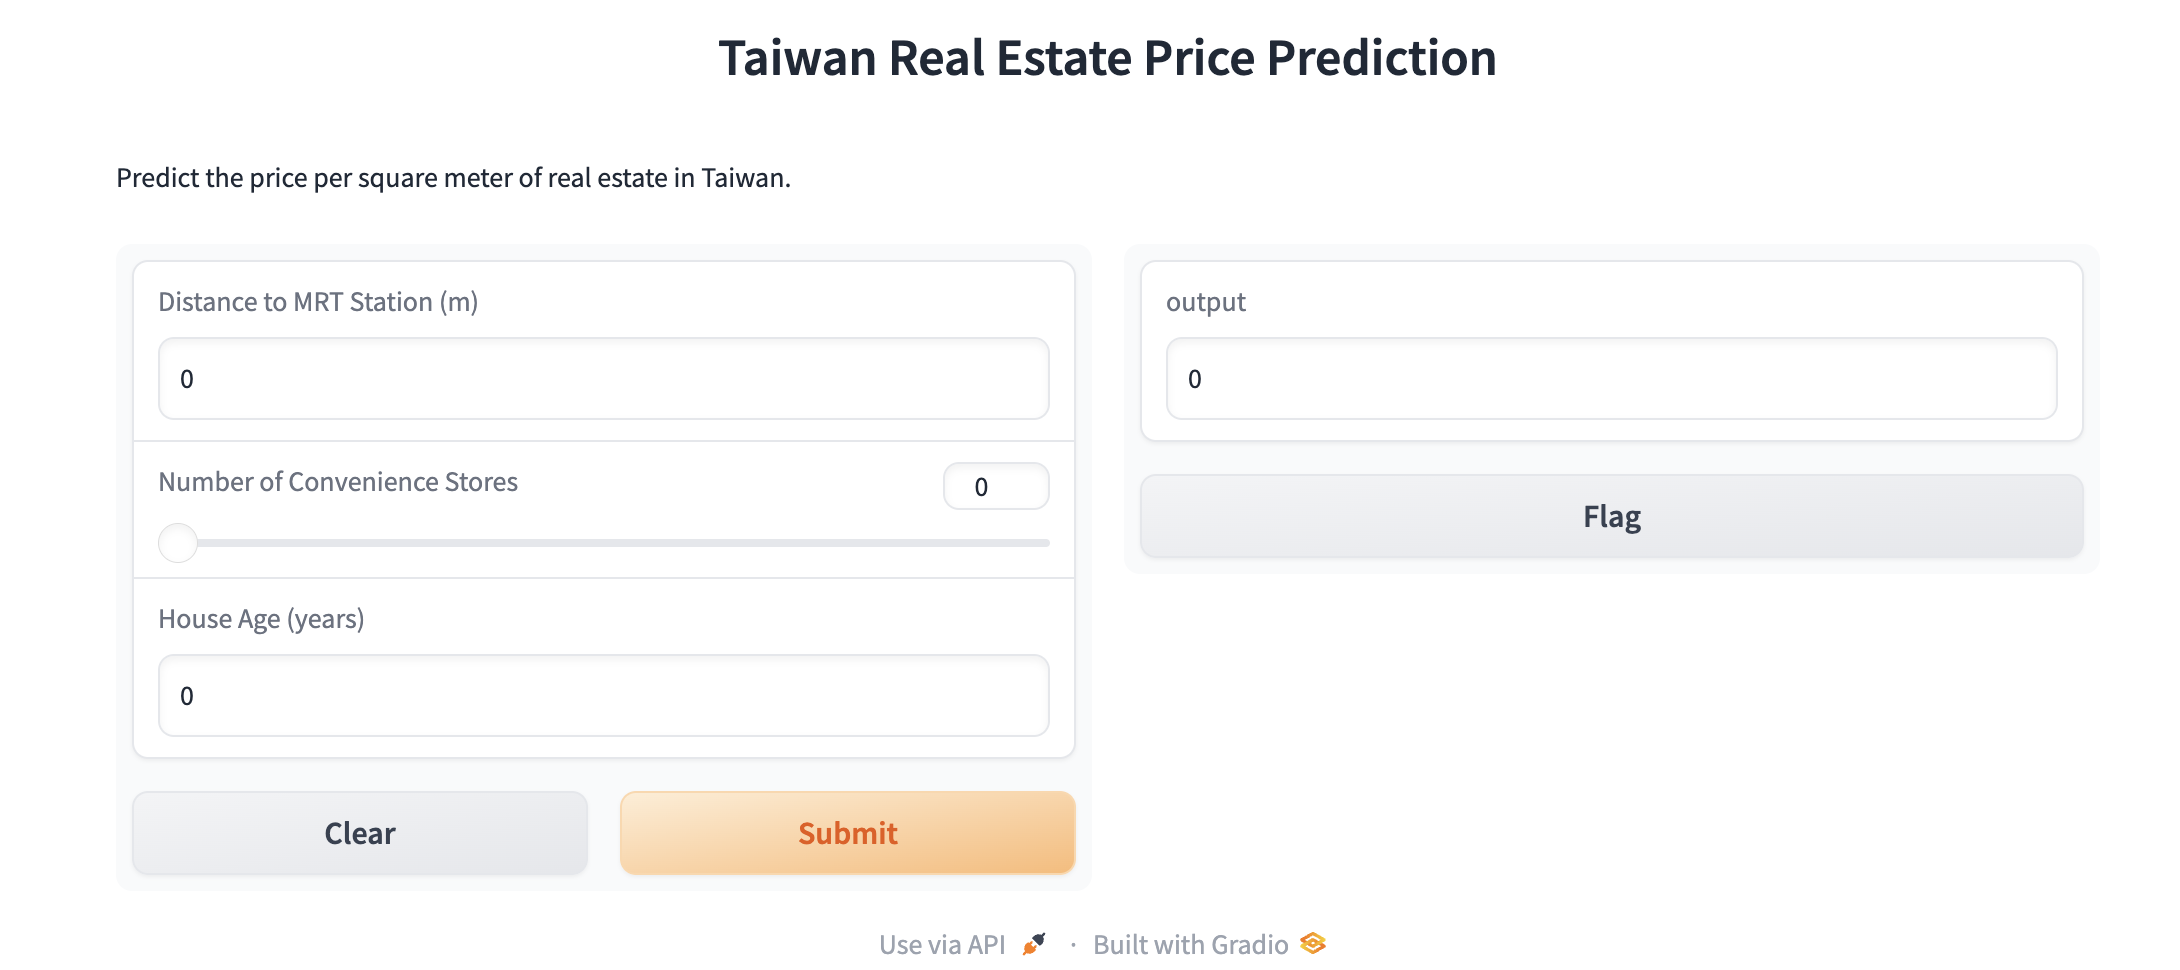 Taiwan Real Estate Price Prediction
Predict the price per square meter of real estate in Taiwan.
Distance to MRT Station (m)
0
Number of Convenience Stores
0
House Age (years)
0
Clear
Submit
output
0
Flag
Use via API · Built with Gradio